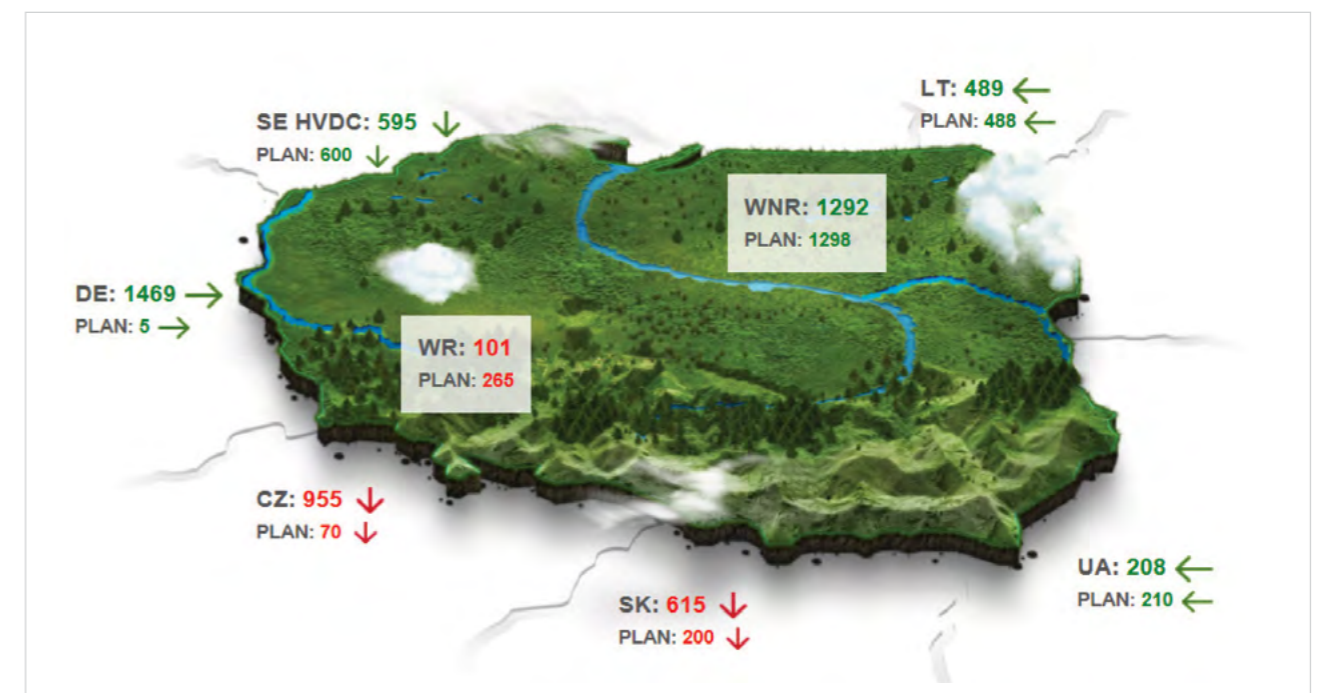 LT: 489
PLAN: 488
SE HVDC: 595
PLAN: 600
WNR: 1292
PLAN: 1298
DE: 1469
PLAN: 5
WR: 101
PLAN: 265
CZ: 955
PLAN: 70
SK: 615
PLAN: 200
UA: 208
PLAN: 210